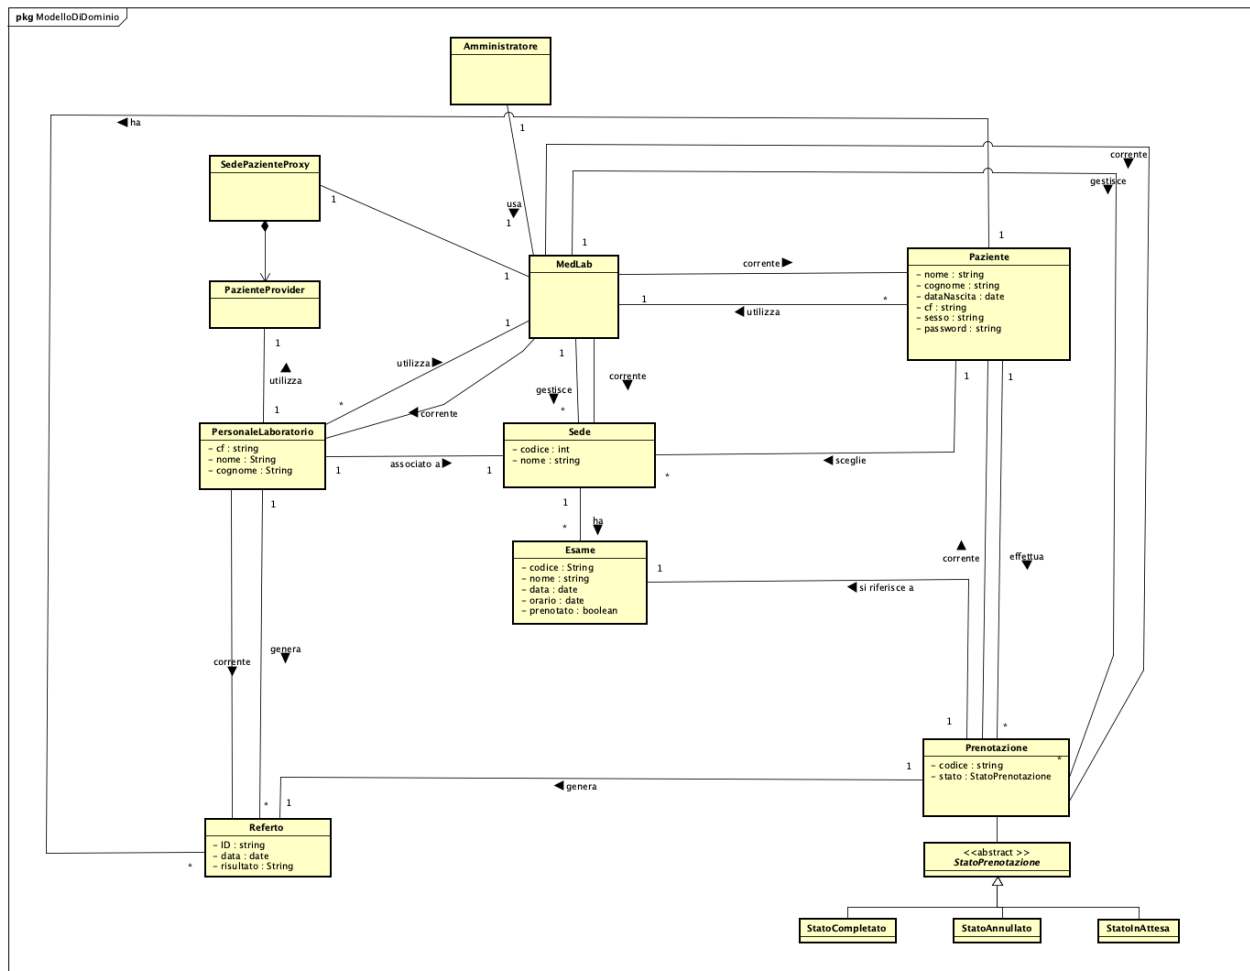 pkg ModelloDiDominio
Amministratore
1
ha
corrente
gestisce
SedePazienteProxy
1
usa
1
1
1
MedLab
corrente
1
utilizza
*
1
Paziente
- nome : string
- cognome : string
- dataNascita : date
- cf : string
- sesso : string
- password : string
PazienteProvider
1
utilizza
1
1
utilizza
*
corrente
1
gestisce
*
corrente
1
1
PersonaleLaboratorio
- cf : string
- nome : String
- cognome : String
1
associato a
1
Sede
- codice : int
- nome : string
sceglie
*
1
1
ha
*
Esame
- codice : String
- nome : string
- data : date
- orario : date
- prenotato : boolean
1
si riferisce a
corrente
effettua
corrente
genera
1
*
Prenotazione
- codice : string
- stato : StatoPrenotazione
*
1
genera
*
1
Referto
- ID : string
- data : date
- risultato : String
*
<<abstract >>
StatoPrenotazione
StatoCompletato
StatoAnnullato
StatoInAttesa